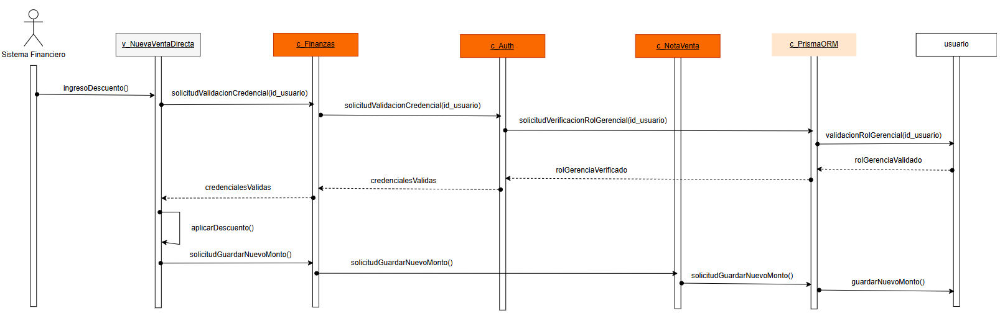 Sistema Financiero
v_NuevaVentaDirecta
c_Finanzas
c_Auth
c_NotaVenta
c_PrismaORM
usuario
ingresoDescuento()
solicitudValidacionCredencial(id_usuario)
solicitudValidacionCredencial(id_usuario)
solicitudVerificacionRolGerencial(id_usuario)
validacionRolGerencial(id_usuario)
rolGerenciaValidado
rolGerenciaVerificado
credencialesValidas
credencialesValidas
aplicarDescuento()
solicitudGuardarNuevoMonto()
solicitudGuardarNuevoMonto()
solicitudGuardarNuevoMonto()
guardarNuevoMonto()